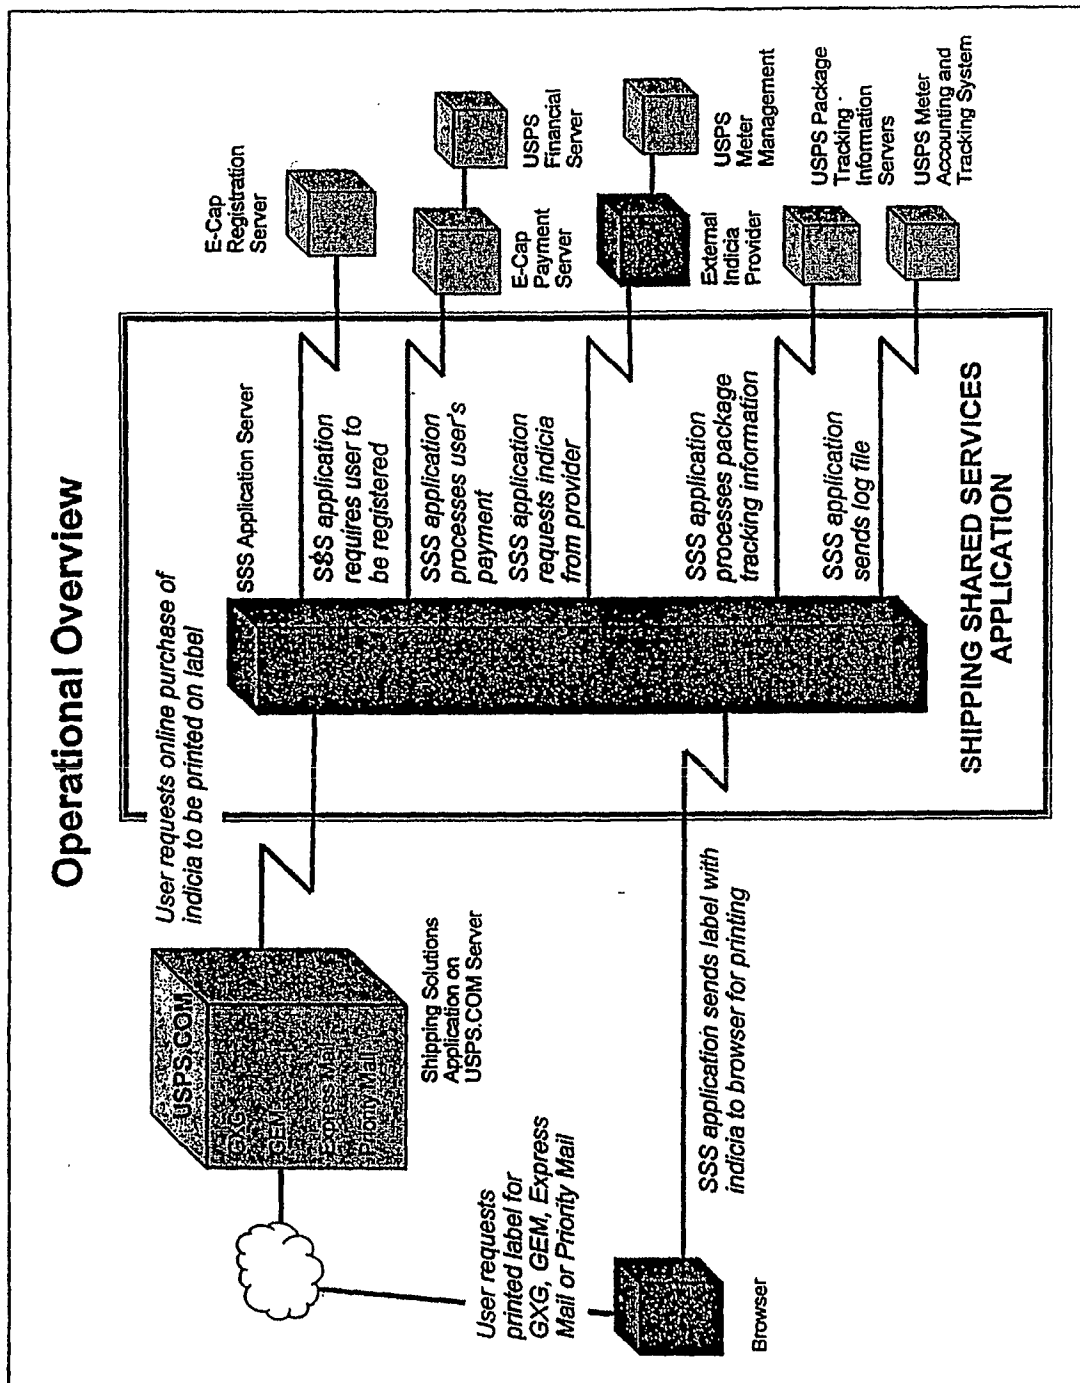 Operational Overview
User requests online purchase of
indicia to be printed on label
USPS.COM
GXG
GEM
Express Mail
Priority Mail
Shipping Solutions
Application on
USPS.COM Server
User requests
printed label for
GXG, GEM, Express
Mail or Priority Mail
Browser
SSS application sends label with
indicia to browser for printing
SSS Application Server
SSS application
requires user to
be registered
SSS application
processes user's
payment
SSS application
requests indicia
from provider
SSS application
processes package
tracking information
SSS application
sends log file
SHIPPING SHARED SERVICES
APPLICATION
E-Cap
Registration
Server
E-Cap
Payment
Server
USPS
Financial
Server
External
Indicia
Provider
USPS
Meter
Management
USPS Package
Tracking
Information
Servers
USPS Meter
Accounting and
Tracking System